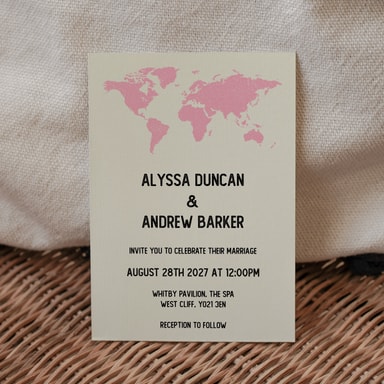 ALYSSA DUNCAN
&
ANDREW BARKER
INVITE YOU TO CELEBRATE THEIR MARRIAGE
AUGUST 28TH 2027 AT 12:00PM
WHITBY PAVILION, THE SPA
WEST CLIFF, YO21 3EN
RECEPTION TO FOLLOW